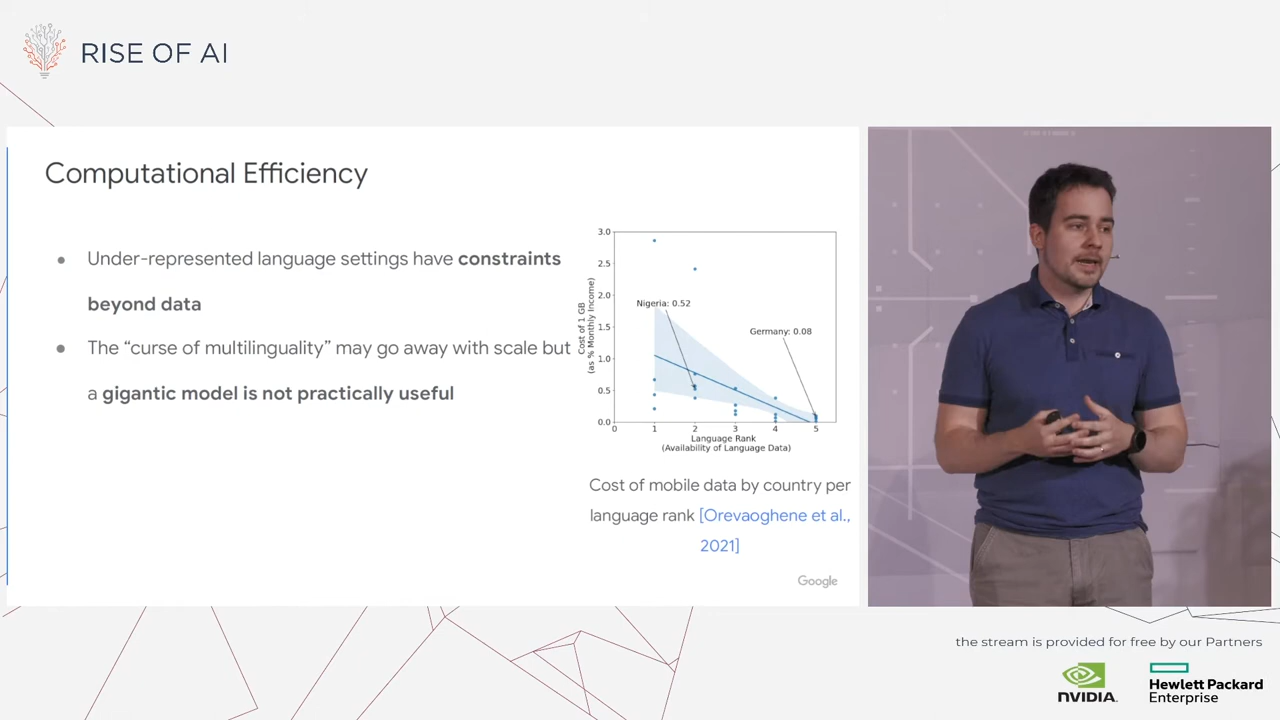 RISE OF AI
Computational Efficiency
● Under-represented language settings have constraints
beyond data
● The “curse of multilinguality” may go away with scale but
a gigantic model is not practically useful
3.0
2.5
2.0
1.5
1.0
0.5
0.0
Cost of 1 GB
(as % Monthly Income)
Nigeria: 0.52
Germany: 0.08
0 1 2 3 4 5
Language Rank
(Availability of Language Data)
Cost of mobile data by country per
language rank [Orevaoghene et al.,
2021]
Google
the stream is provided for free by our Partners
NVIDIA.
Hewlett Packard
Enterprise